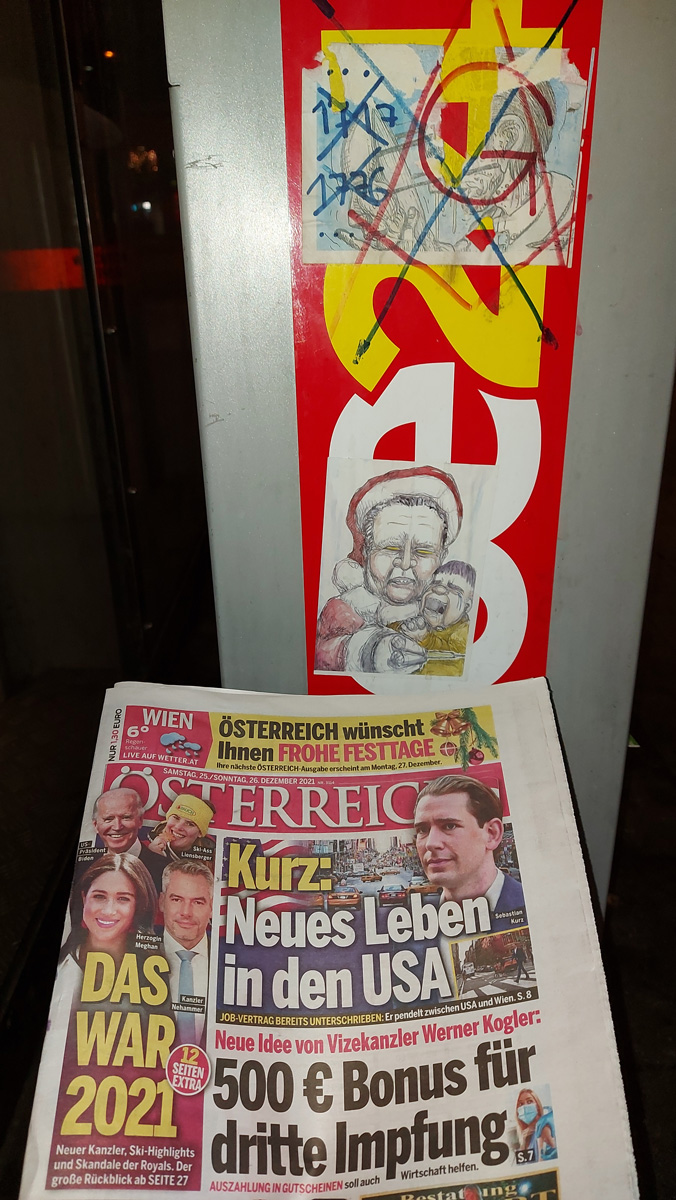 1717
1776
G
e24
NUR 1.30 EURO
WIEN
6°
Regen-
schauer
LIVE AUF WETTER.AT
ÖSTERREICH wünscht
Ihnen FROHE FESTTAGE
Ihre nächste ÖSTERREICH-Ausgabe erscheint am Montag, 27. Dezember.
SAMSTAG, 25./SONNTAG, 26. DEZEMBER 2021
ÖSTERREICH
US-
Präsident
Biden
Ski-Ass
Liensberger
Herzogin
Meghan
Kanzler
Nehammer
DAS
WAR
2021
12
SEITEN
EXTRA
Neuer Kanzler, Ski-Highlights
und Skandale der Royals. Der
große Rückblick ab SEITE 27
Kurz:
Neues Leben
in den USA
Sebastian
Kurz
JOB-VERTRAG BEREITS UNTERSCHRIEBEN: Er pendelt zwischen USA und Wien. S. 8
Neue Idee von Vizekanzler Werner Kogler:
500 € Bonus für
dritte Impfung
S. 7
AUSZAHLUNG IN GUTSCHEINEN soll auch Wirtschaft helfen.
Bestattung